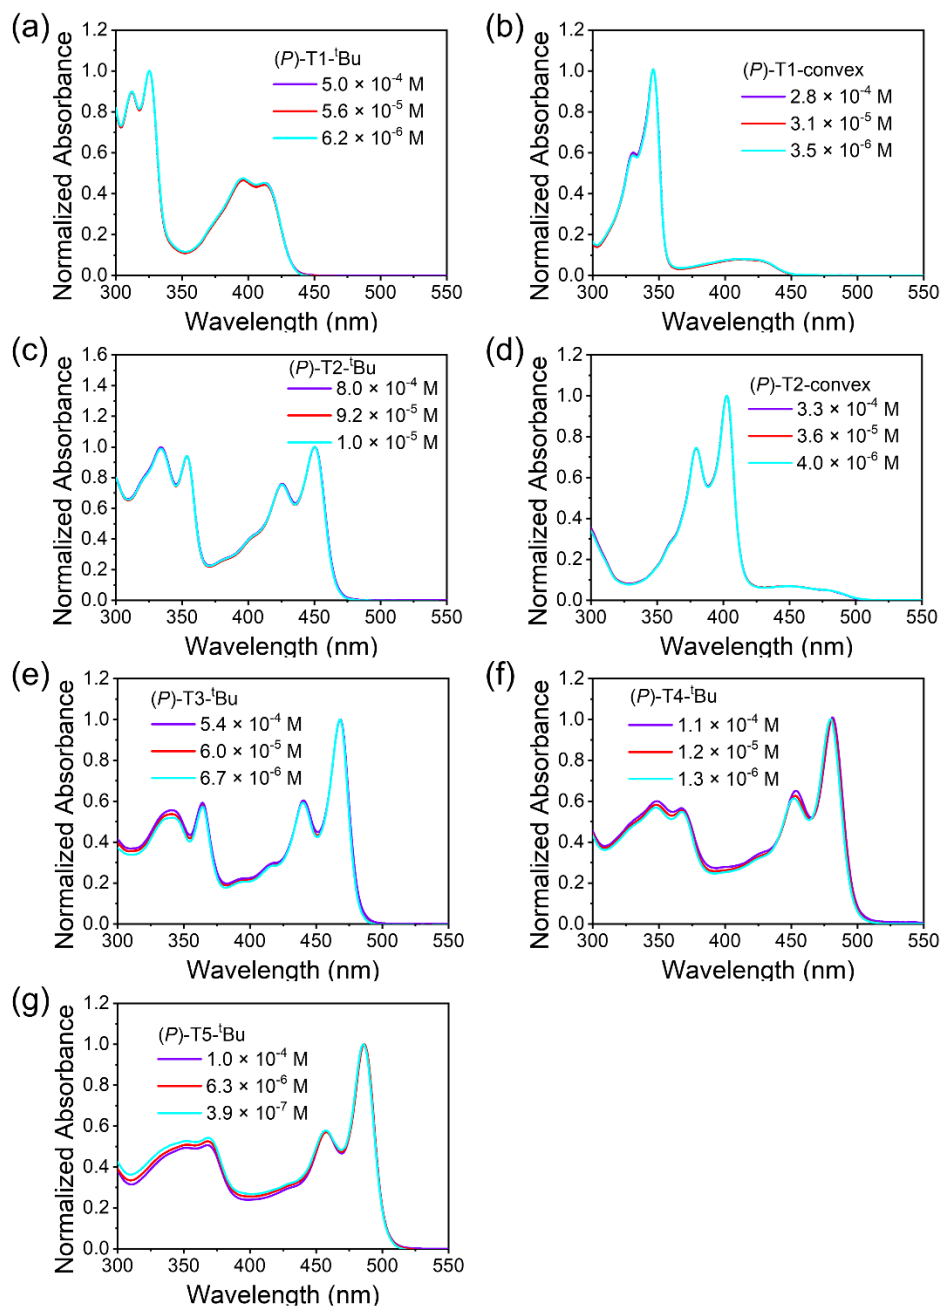 (a)
Normalized Absorbance
1.2
1.0
0.8
0.6
0.4
0.2
0.0
(P)-T1-ᵗBu
5.0 × 10⁻⁴ M
5.6 × 10⁻⁵ M
6.2 × 10⁻⁶ M
300 350 400 450 500 550
Wavelength (nm)
(b)
Normalized Absorbance
1.2
1.0
0.8
0.6
0.4
0.2
0.0
(P)-T1-convex
2.8 × 10⁻⁴ M
3.1 × 10⁻⁵ M
3.5 × 10⁻⁶ M
300 350 400 450 500 550
Wavelength (nm)
(c)
Normalized Absorbance
1.6
1.4
1.2
1.0
0.8
0.6
0.4
0.2
0.0
(P)-T2-ᵗBu
8.0 × 10⁻⁴ M
9.2 × 10⁻⁵ M
1.0 × 10⁻⁵ M
300 350 400 450 500 550
Wavelength (nm)
(d)
Normalized Absorbance
1.2
1.0
0.8
0.6
0.4
0.2
0.0
(P)-T2-convex
3.3 × 10⁻⁴ M
3.6 × 10⁻⁵ M
4.0 × 10⁻⁶ M
300 350 400 450 500 550
Wavelength (nm)
(e)
Normalized Absorbance
1.2
1.0
0.8
0.6
0.4
0.2
0.0
(P)-T3-ᵗBu
5.4 × 10⁻⁴ M
6.0 × 10⁻⁵ M
6.7 × 10⁻⁶ M
300 350 400 450 500 550
Wavelength (nm)
(f)
Normalized Absorbance
1.2
1.0
0.8
0.6
0.4
0.2
0.0
(P)-T4-ᵗBu
1.1 × 10⁻⁴ M
1.2 × 10⁻⁵ M
1.3 × 10⁻⁶ M
300 350 400 450 500 550
Wavelength (nm)
(g)
Normalized Absorbance
1.2
1.0
0.8
0.6
0.4
0.2
0.0
(P)-T5-ᵗBu
1.0 × 10⁻⁴ M
6.3 × 10⁻⁶ M
3.9 × 10⁻⁷ M
300 350 400 450 500 550
Wavelength (nm)